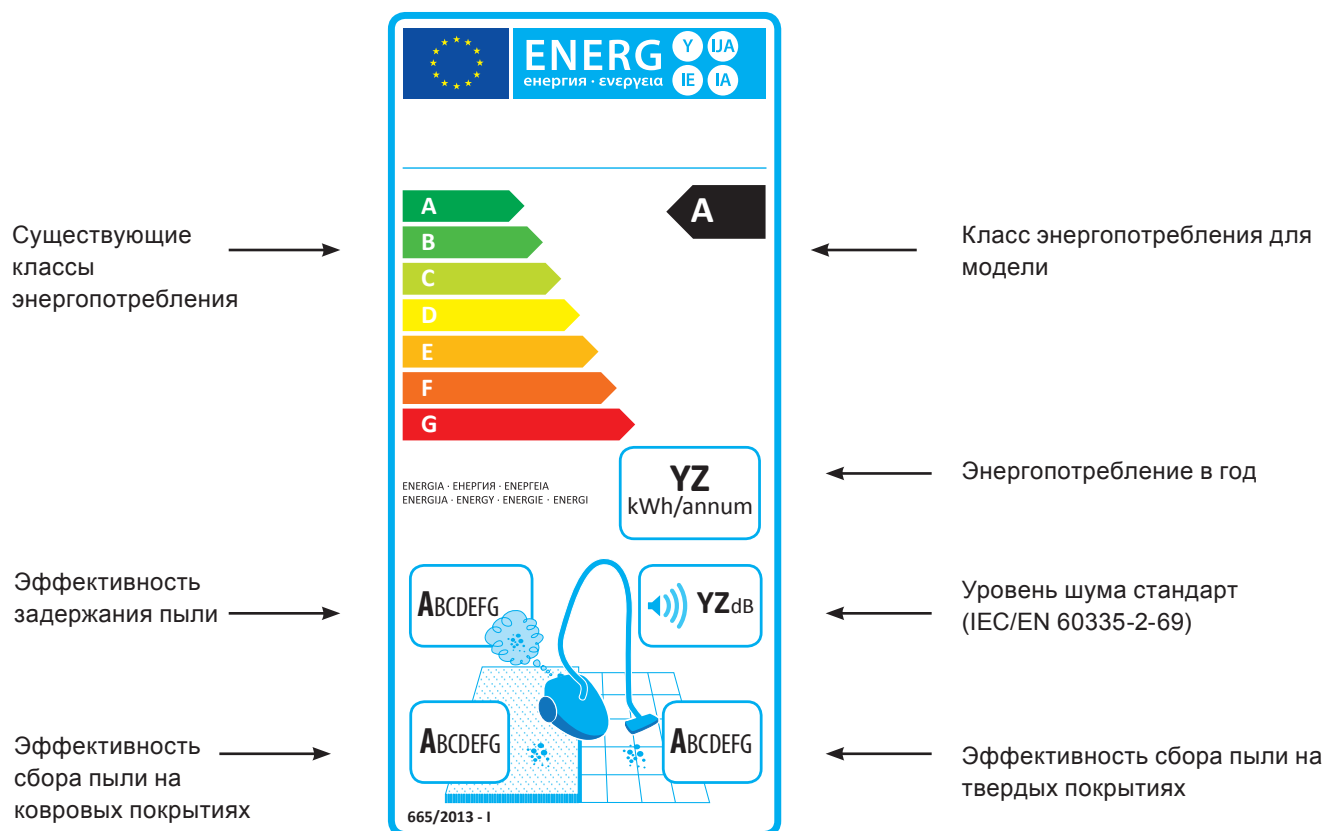 ENERG Y IJA
енергия · ενεργεια IE IA
A
A
B
C
D
E
F
G
Существующие
классы
энергопотребления
Класс энергопотребления для
модели
ENERGIA · ЕНЕРГИЯ · ΕΝΕΡΓΕΙΑ
ENERGIJA · ENERGY · ENERGIE · ENERGI
YZ
kWh/annum
Энергопотребление в год
Эффективность
задержания пыли
ABCDEFG
YZdB
Уровень шума стандарт
(IEC/EN 60335-2-69)
Эффективность
сбора пыли на
ковровых покрытиях
ABCDEFG
ABCDEFG
Эффективность сбора пыли на
твердых покрытиях
665/2013 - I